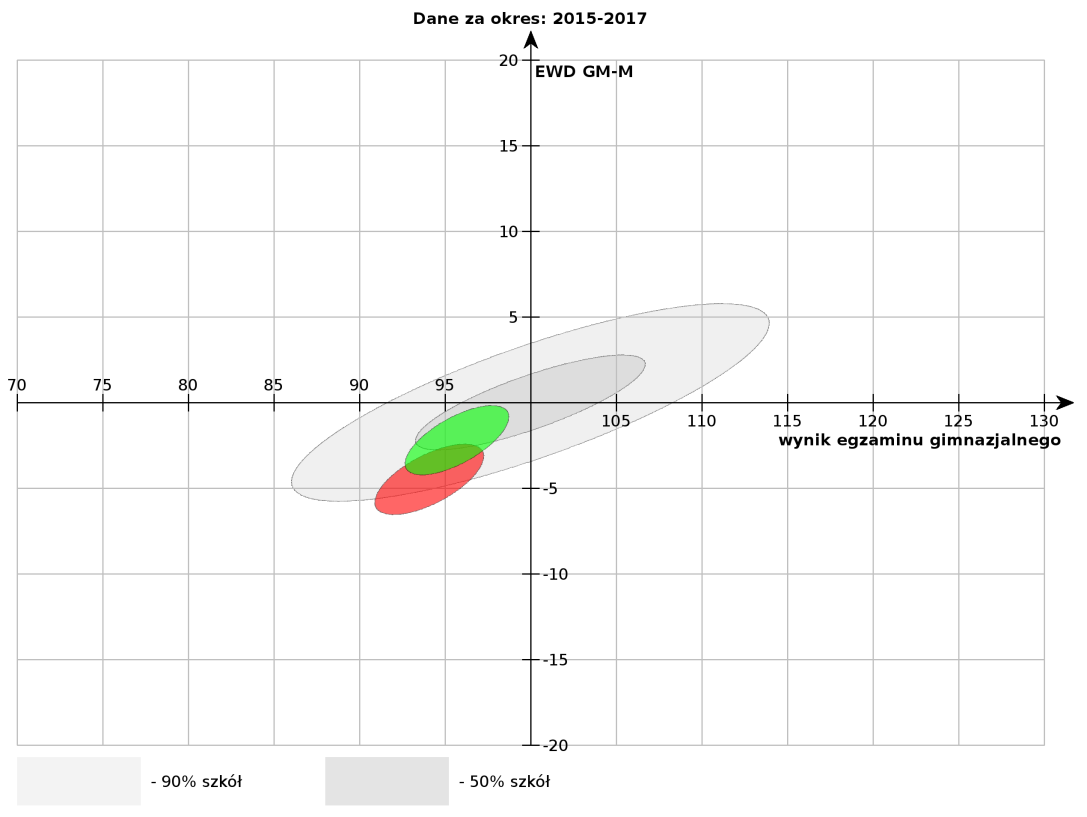 Dane za okres: 2015-2017
20
EWD GM-M
15
10
5
70 75 80 85 90 95
105 110 115 120 125 130
wynik egzaminu gimnazjalnego
-5
-10
-15
-20
- 90% szkół - 50% szkół